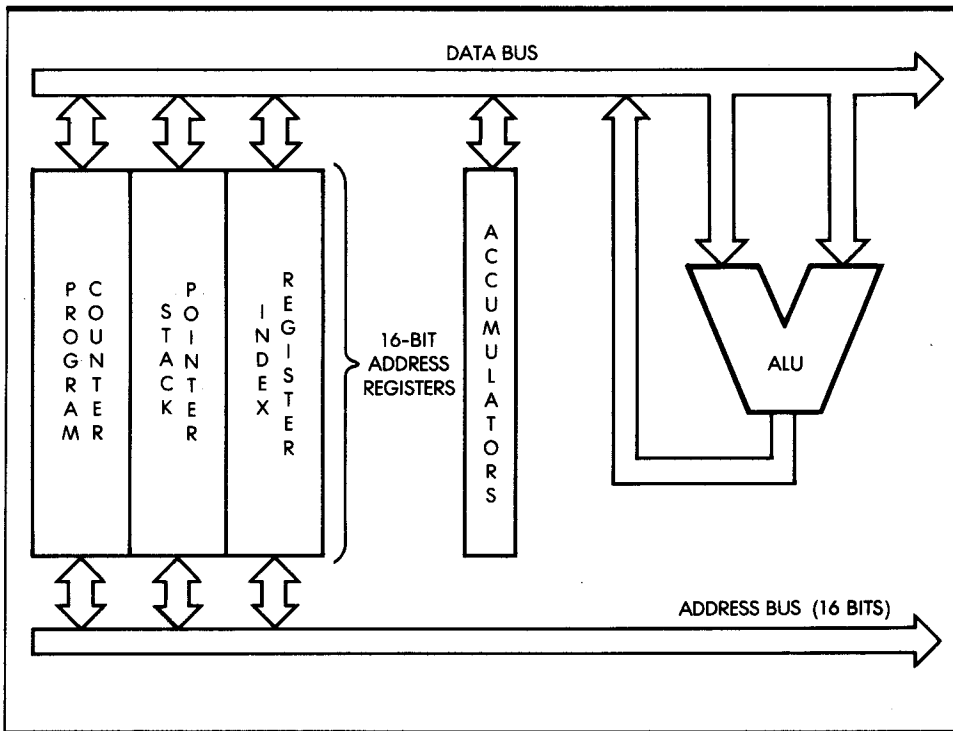 DATA BUS
PROGRAM
COUNTER
STACK
POINTER
INDEX
REGISTER
16-BIT
ADDRESS
REGISTERS
ACCUMULATORS
ALU
ADDRESS BUS (16 BITS)